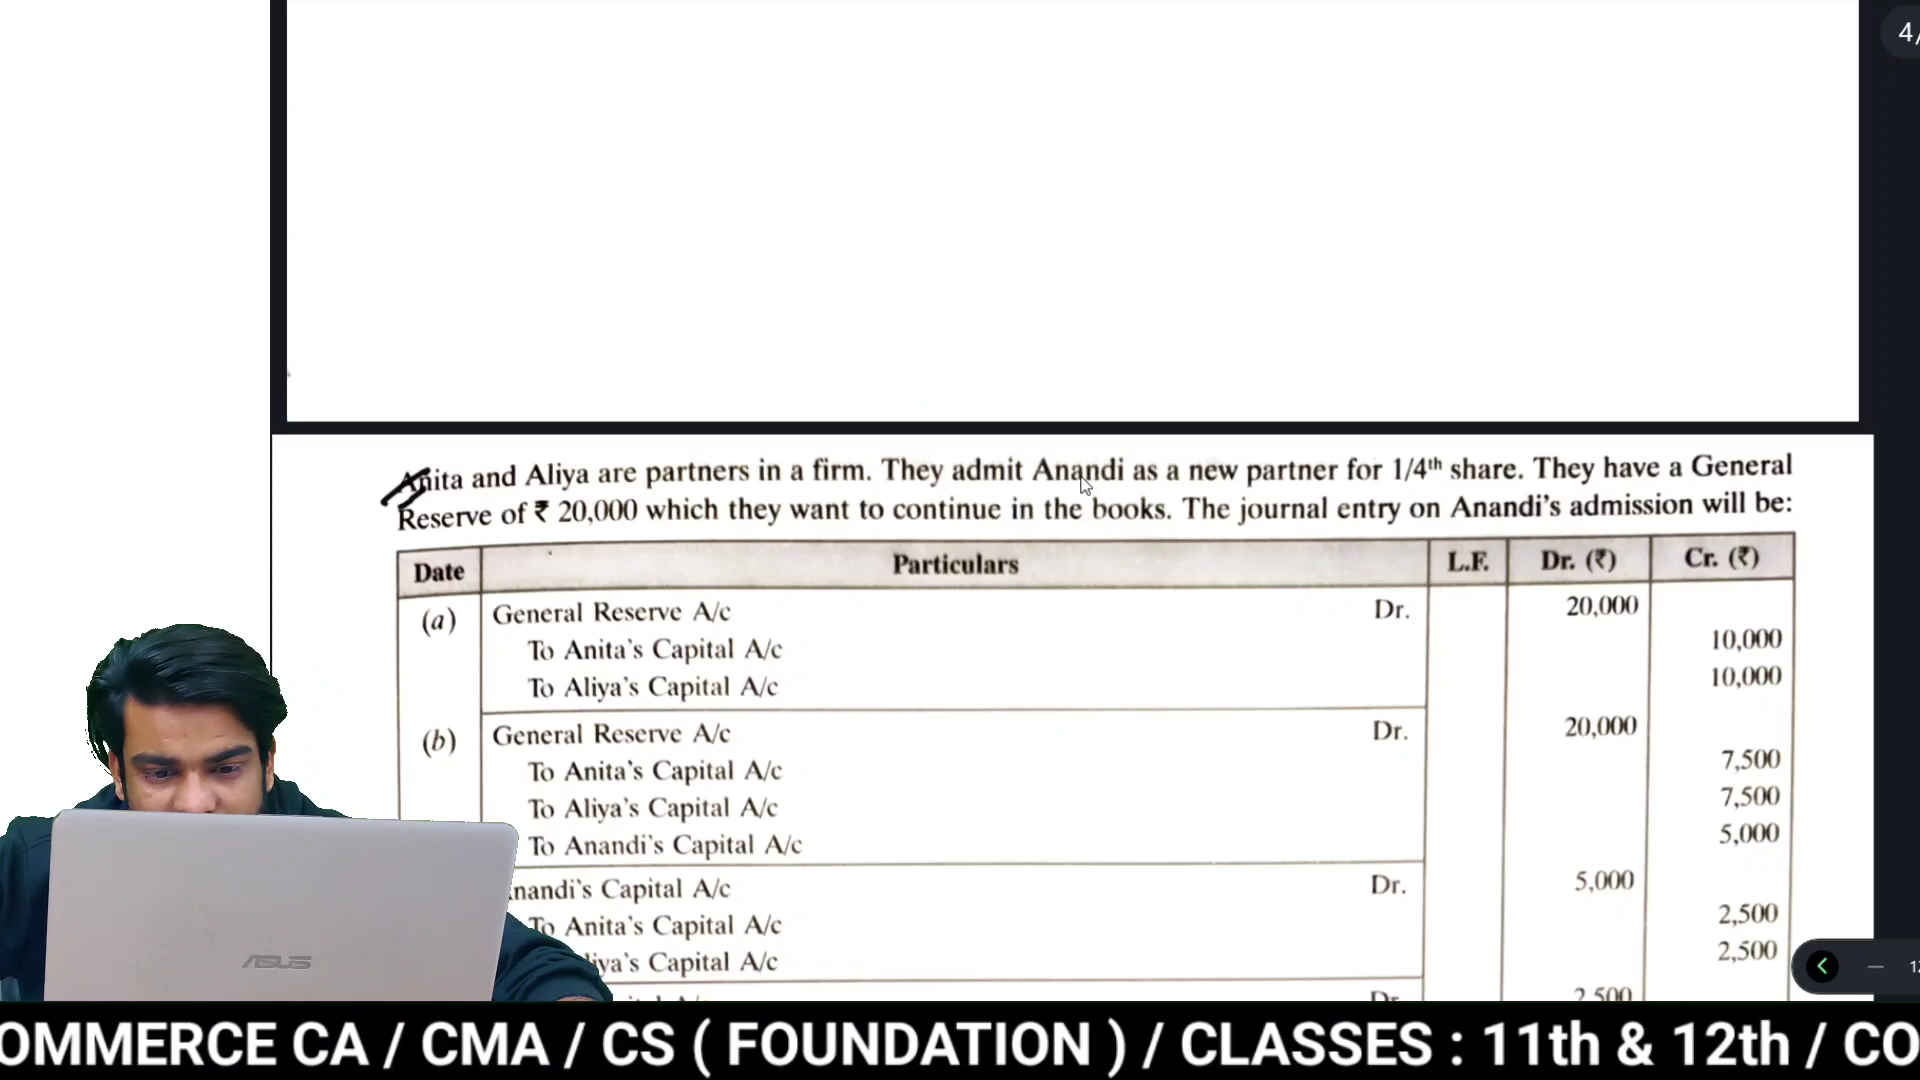 4/
Anita and Aliya are partners in a firm. They admit Anandi as a new partner for 1/4th share. They have a General
Reserve of ₹ 20,000 which they want to continue in the books. The journal entry on Anandi's admission will be:
Date Particulars L.F. Dr. (₹) Cr. (₹)
(a) General Reserve A/c Dr. 20,000
To Anita's Capital A/c 10,000
To Aliya's Capital A/c 10,000
(b) General Reserve A/c Dr. 20,000
To Anita's Capital A/c 7,500
To Aliya's Capital A/c 7,500
To Anandi's Capital A/c 5,000
nandi's Capital A/c Dr. 5,000
To Anita's Capital A/c 2,500
liya's Capital A/c 2,500
Dr. 2,500
ASUS
OMMERCE CA / CMA / CS ( FOUNDATION ) / CLASSES : 11th & 12th / CO